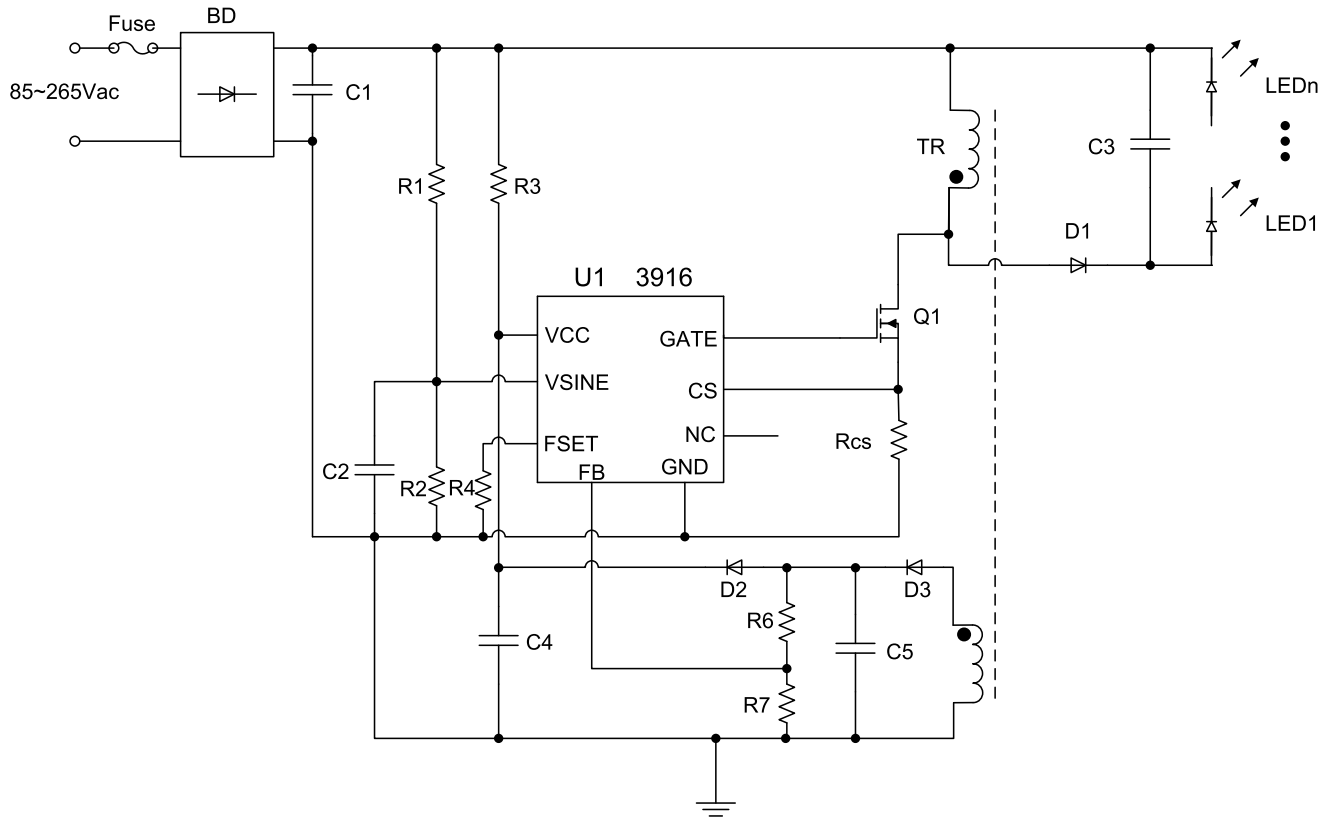 Fuse
BD
85~265Vac
C1
LEDn
TR
C3
R1
R3
LED1
D1
U1 3916
Q1
VCC
GATE
VSINE
CS
FSET
NC
Rcs
C2
R2
R4
FB
GND
D2
D3
R6
C4
C5
R7